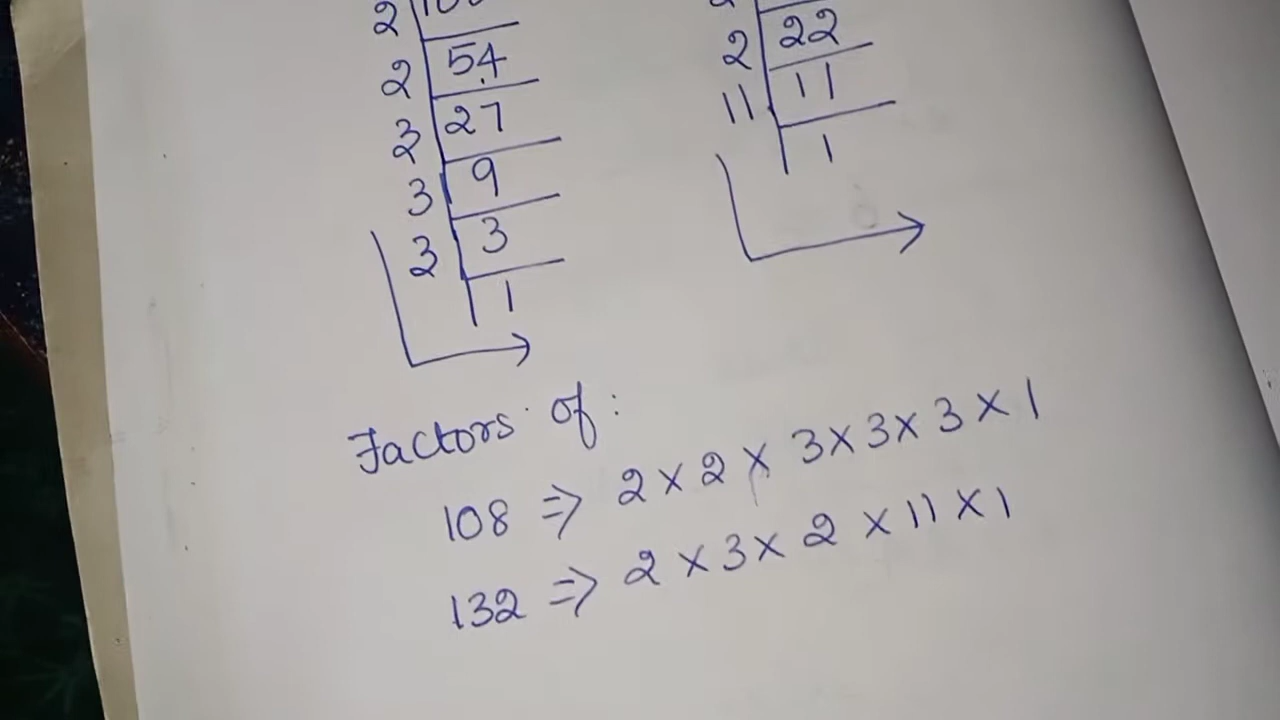 2 54
2 27
3 9
3 3
3 1
2 22
11 11
1
Factors of:
108 => 2 × 2 × 3 × 3 × 3 × 1
132 => 2 × 3 × 2 × 11 × 1